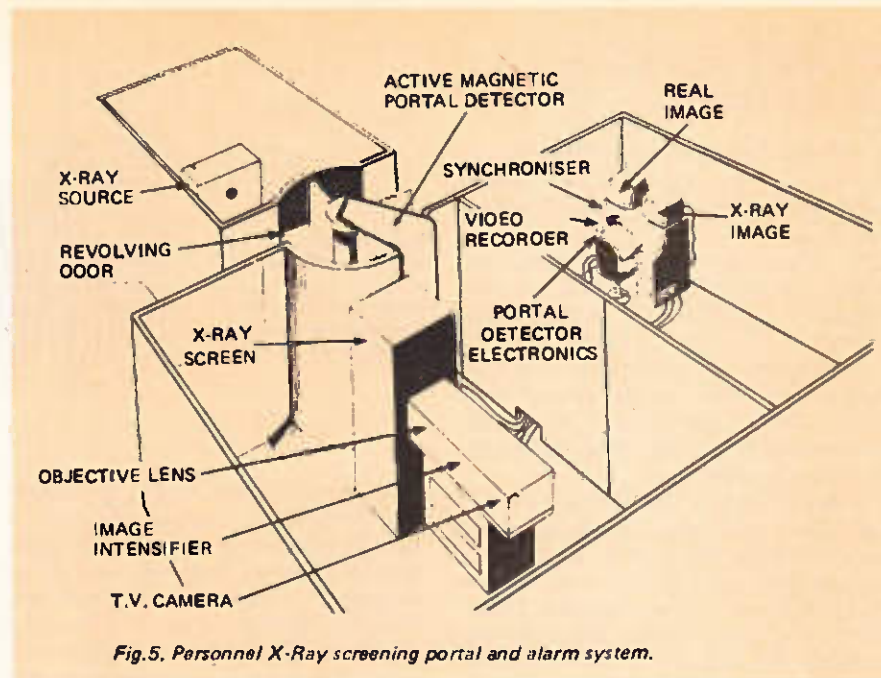 ACTIVE MAGNETIC
PORTAL DETECTOR
REAL
IMAGE
X-RAY
SOURCE
SYNCHRONISER
REVOLVING
OOOR
VIDEO
RECOROER
X-RAY
IMAGE
X-RAY
SCREEN
PORTAL
DETECTOR
ELECTRONICS
OBJECTIVE LENS
IMAGE
INTENSIFIER
T.V. CAMERA
Fig.5. Personnel X-Ray screening portal and alarm system.